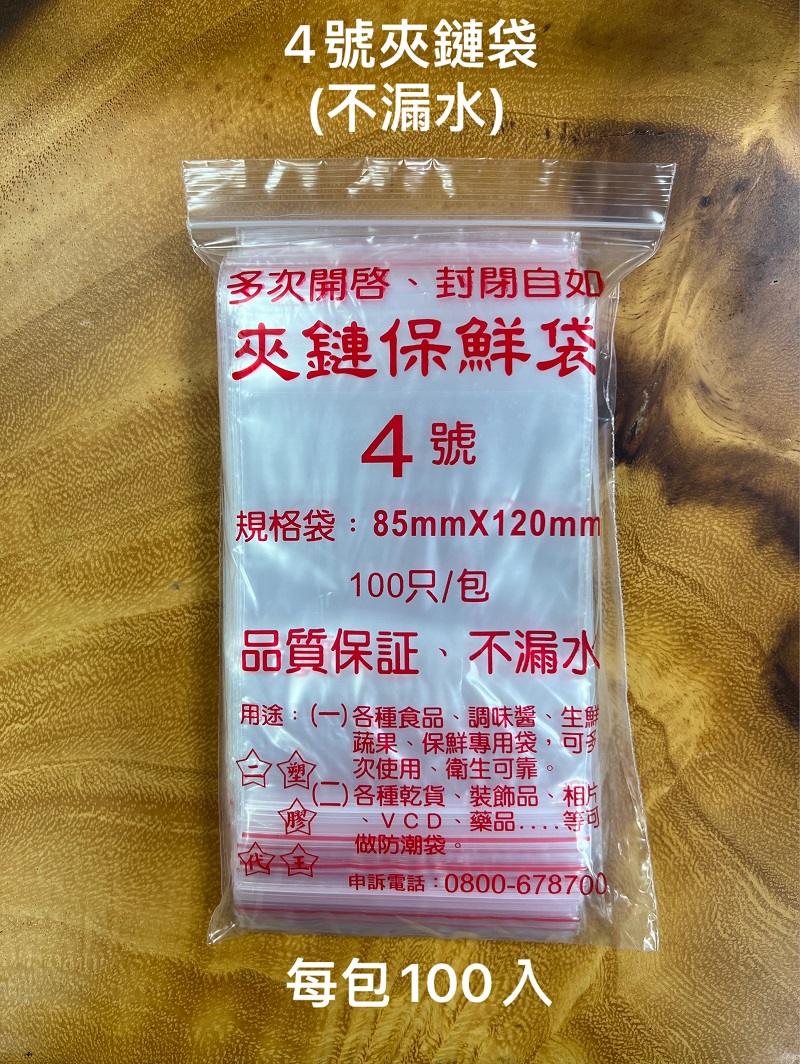 4號夾鏈袋
(不漏水)
多次開啓、封閉自如
夾鏈保鮮袋
4號
規格袋：85mmX120mm
100只/包
品質保証、不漏水
用途：(一)各種食品、調味醬、生鮮
蔬果、保鮮專用袋，可多
次使用、衛生可靠。
(二)各種乾貨、裝飾品、相片
、VCD、藥品....等可
做防潮袋。
二塑
膠
代王
申訴電話：0800-678700
每包100入